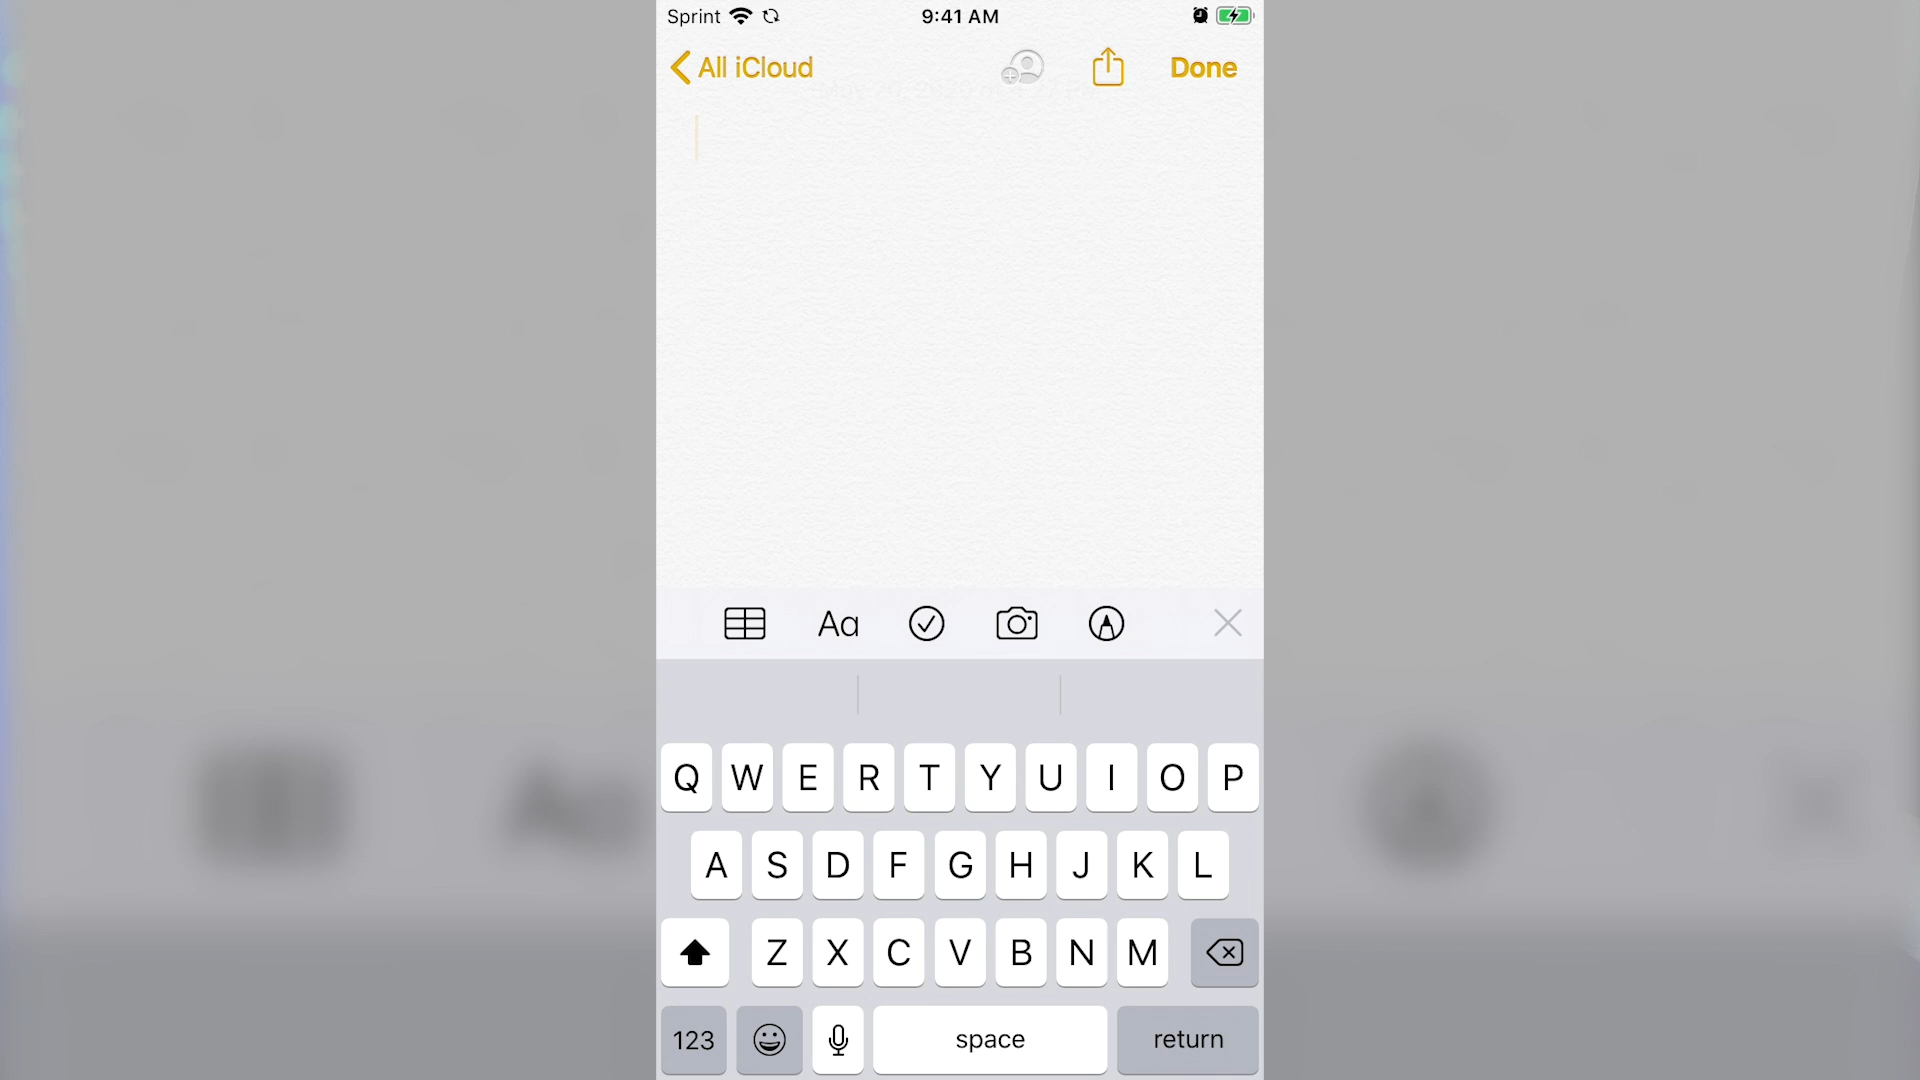 Sprint 9:41 AM
All iCloud Done
Aa
Q W E R T Y U I O P
A S D F G H J K L
Z X C V B N M
123 space return